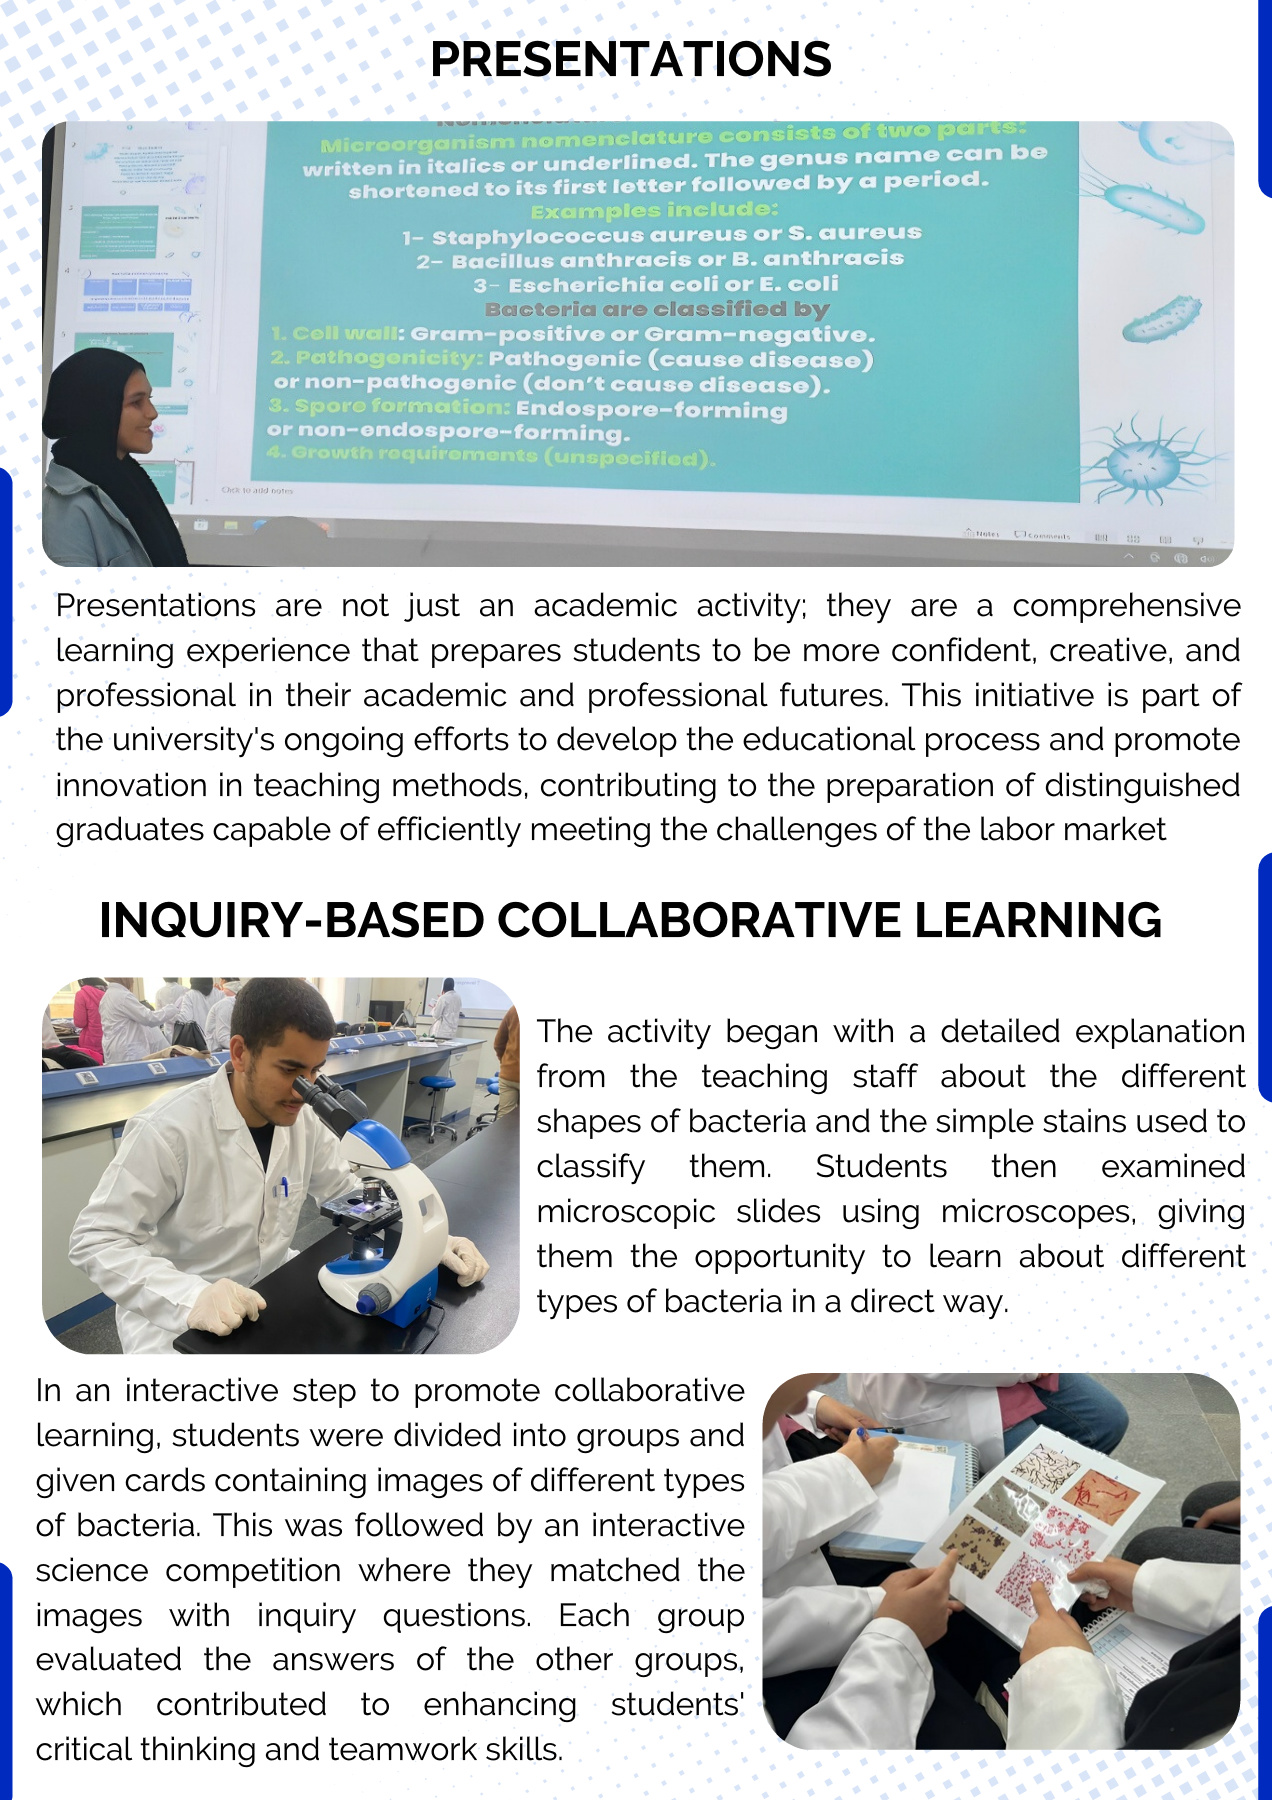 PRESENTATIONS
Microorganism nomenclature consists of two parts:
written in italics or underlined. The genus name can be
shortened to its first letter followed by a period.
Examples include:
1- Staphylococcus aureus or S. aureus
2- Bacillus anthracis or B. anthracis
3- Escherichia coli or E. coli
Bacteria are classified by
1. Cell wall: Gram-positive or Gram-negative.
2. Pathogenicity: Pathogenic (cause disease)
or non-pathogenic (don't cause disease).
3. Spore formation: Endospore-forming
or non-endospore-forming.
4. Growth requirements (unspecified).
Click to add notes
Notes Comments
Presentations are not just an academic activity; they are a comprehensive
learning experience that prepares students to be more confident, creative, and
professional in their academic and professional futures. This initiative is part of
the university's ongoing efforts to develop the educational process and promote
innovation in teaching methods, contributing to the preparation of distinguished
graduates capable of efficiently meeting the challenges of the labor market
INQUIRY-BASED COLLABORATIVE LEARNING
The activity began with a detailed explanation
from the teaching staff about the different
shapes of bacteria and the simple stains used to
classify them. Students then examined
microscopic slides using microscopes, giving
them the opportunity to learn about different
types of bacteria in a direct way.
In an interactive step to promote collaborative
learning, students were divided into groups and
given cards containing images of different types
of bacteria. This was followed by an interactive
science competition where they matched the
images with inquiry questions. Each group
evaluated the answers of the other groups,
which contributed to enhancing students'
critical thinking and teamwork skills.